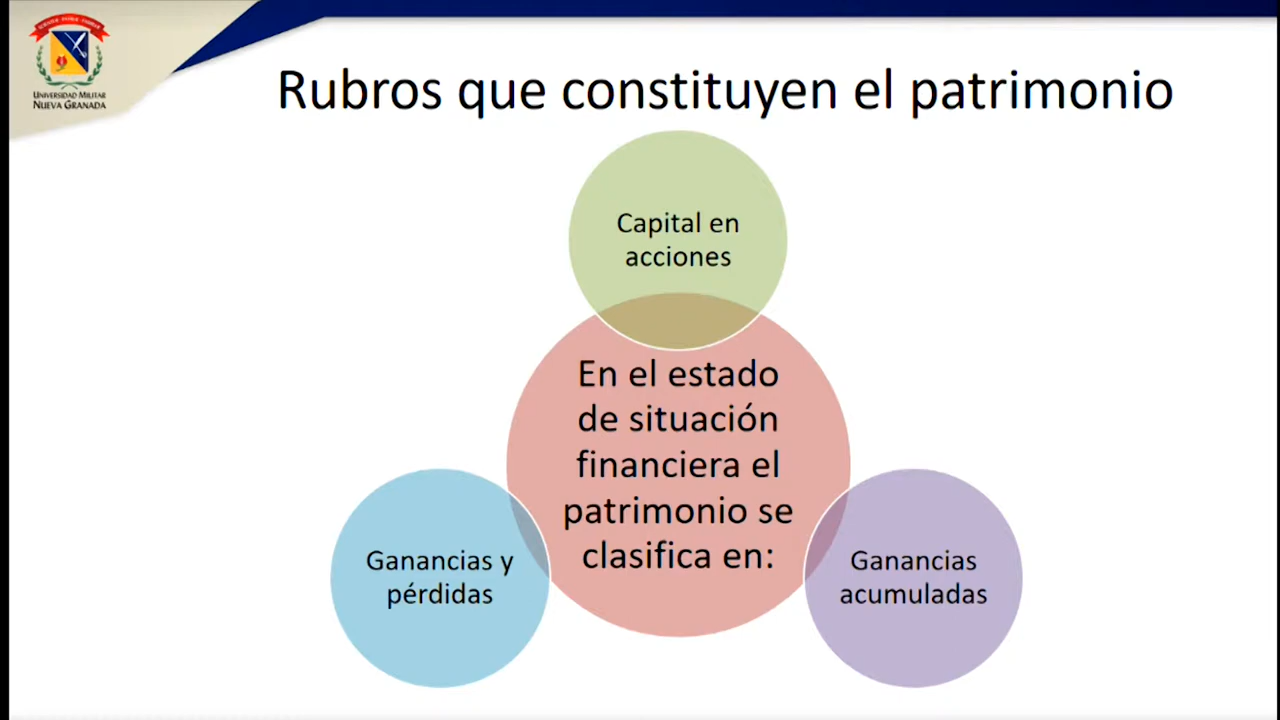 UNIVERSIDAD MILITAR
NUEVA GRANADA
Rubros que constituyen el patrimonio
Capital en
acciones
En el estado
de situación
financiera el
patrimonio se
clasifica en:
Ganancias y
pérdidas
Ganancias
acumuladas